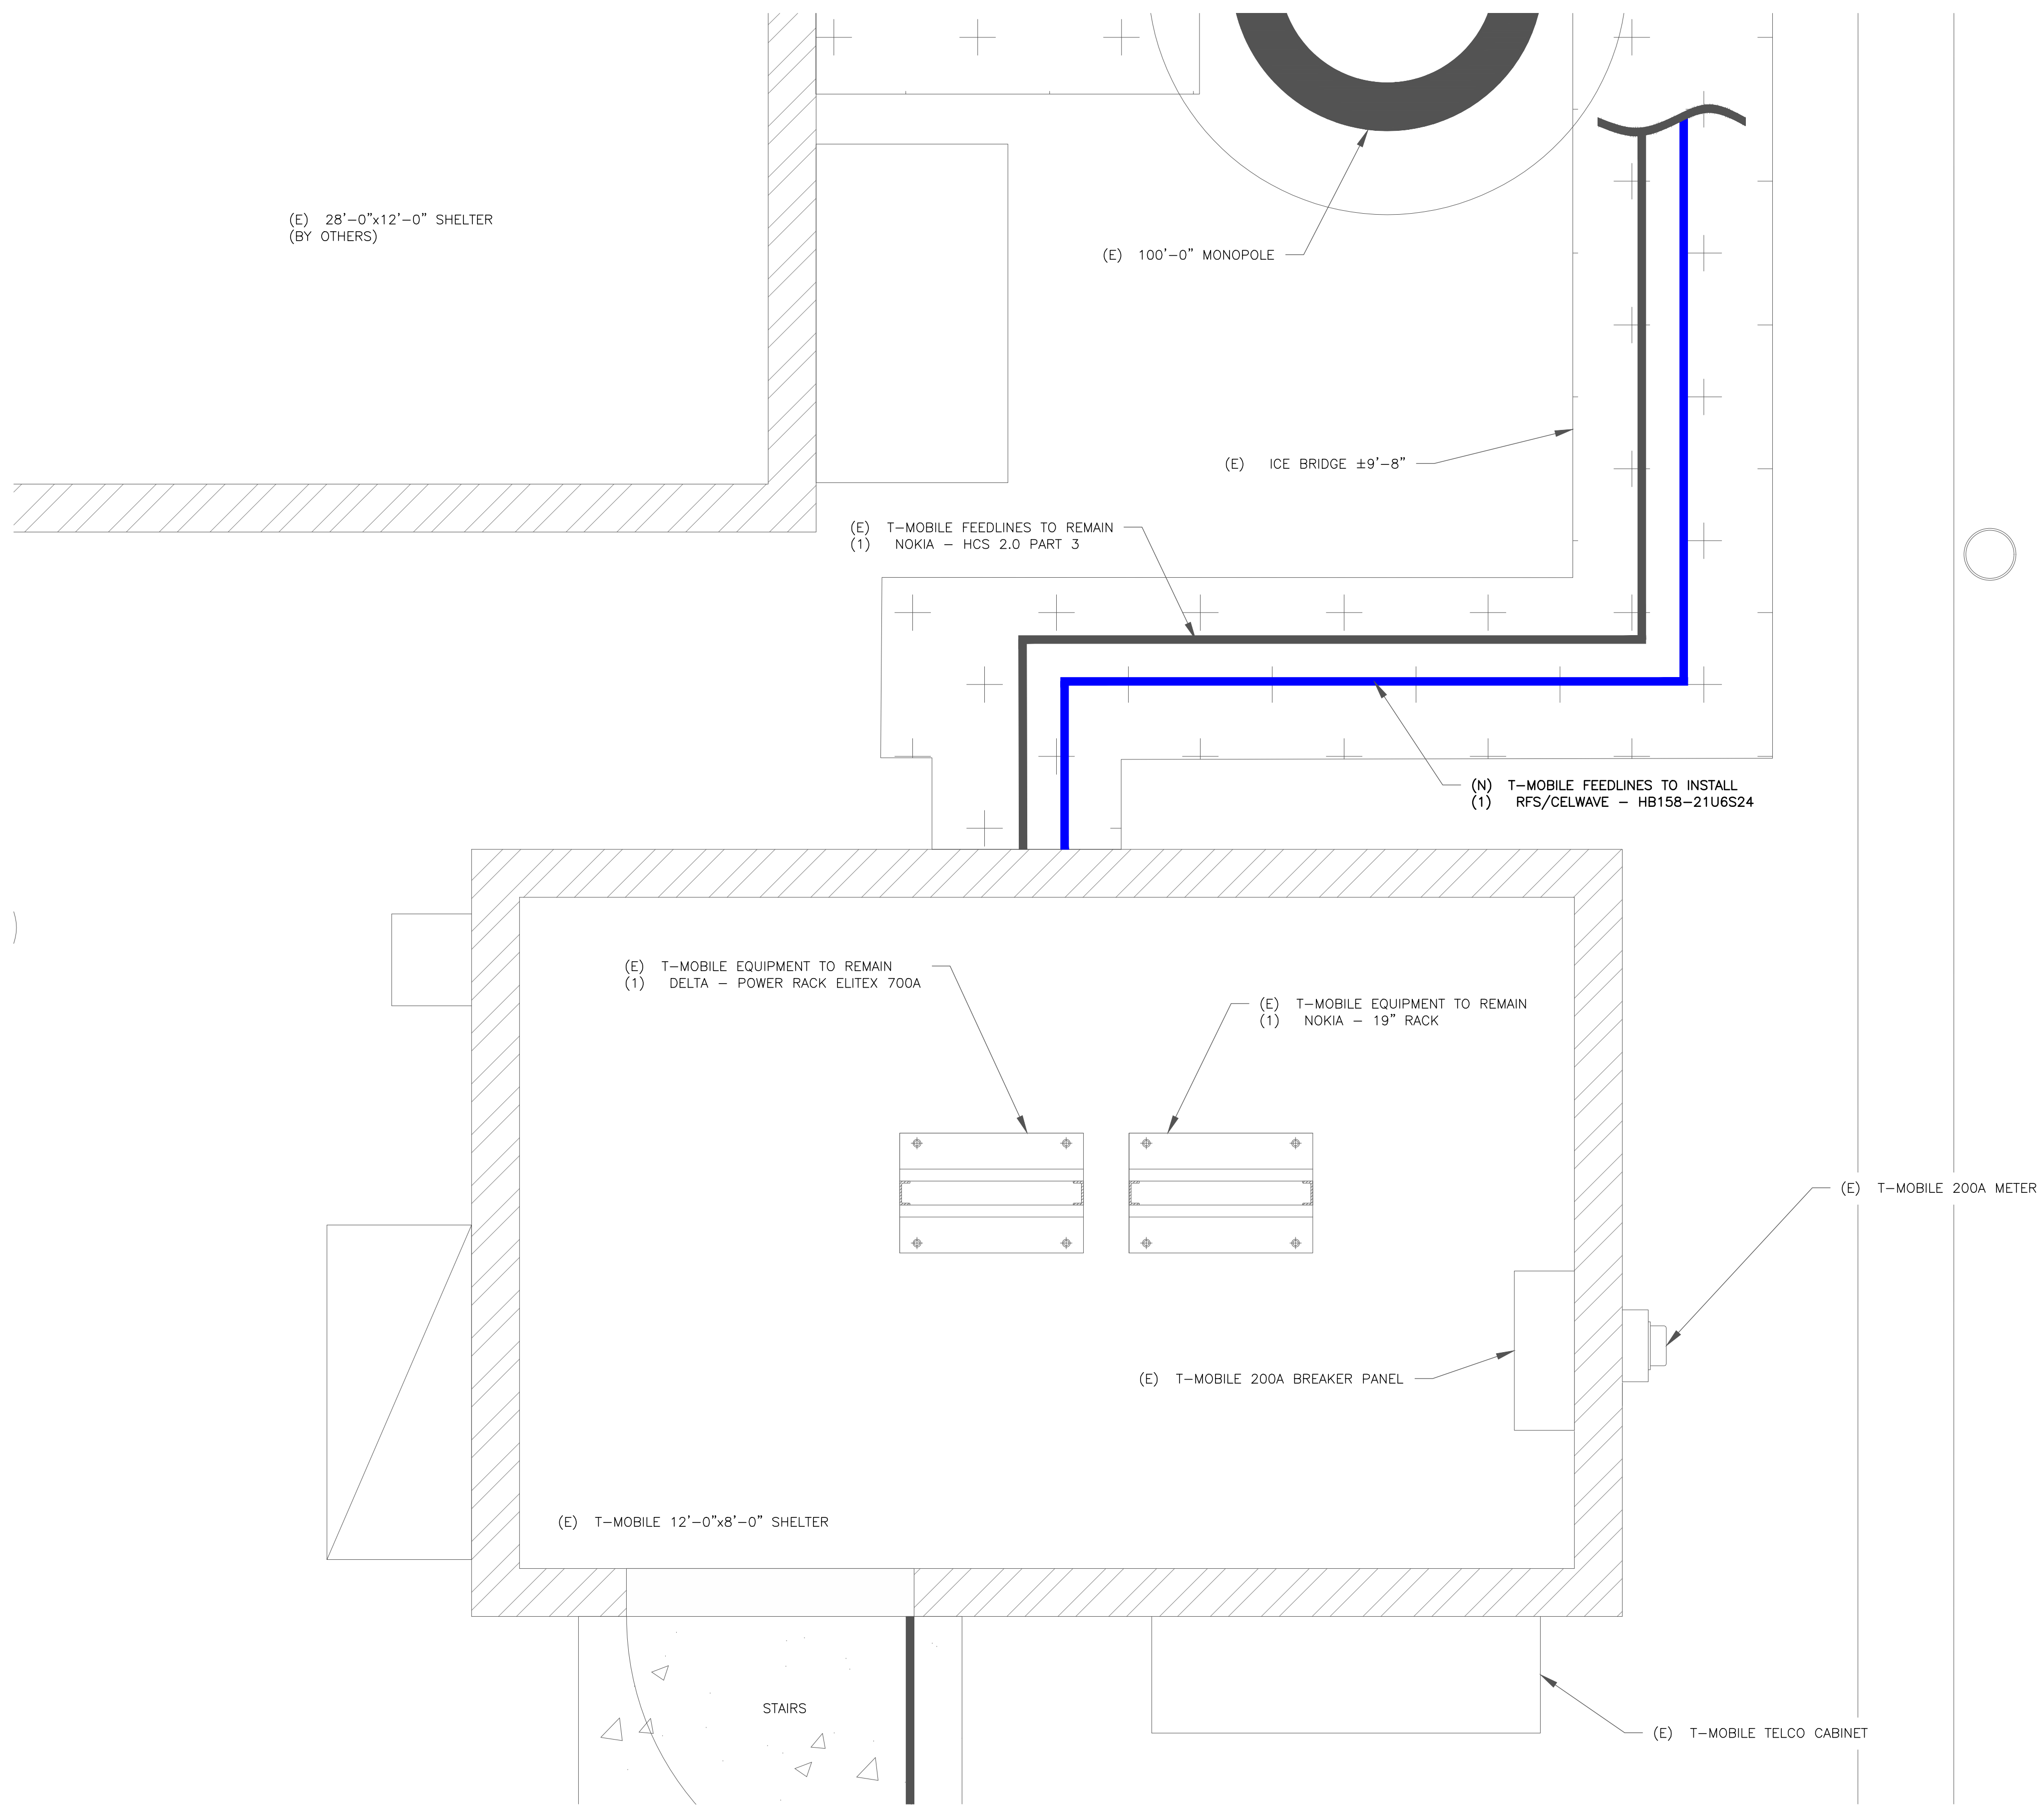 (E) 28'-0"x12'-0" SHELTER
(BY OTHERS)
(E) 100'-0" MONOPOLE
(E) ICE BRIDGE ±9'-8"
(E) T-MOBILE FEEDLINES TO REMAIN
(1) NOKIA - HCS 2.0 PART 3
(N) T-MOBILE FEEDLINES TO INSTALL
(1) RFS/CELWAVE - HB158-21U6S24
(E) T-MOBILE EQUIPMENT TO REMAIN
(1) DELTA - POWER RACK ELITEX 700A
(E) T-MOBILE EQUIPMENT TO REMAIN
(1) NOKIA - 19" RACK
(E) T-MOBILE 200A METER
(E) T-MOBILE 200A BREAKER PANEL
(E) T-MOBILE 12'-0"x8'-0" SHELTER
STAIRS
(E) T-MOBILE TELCO CABINET